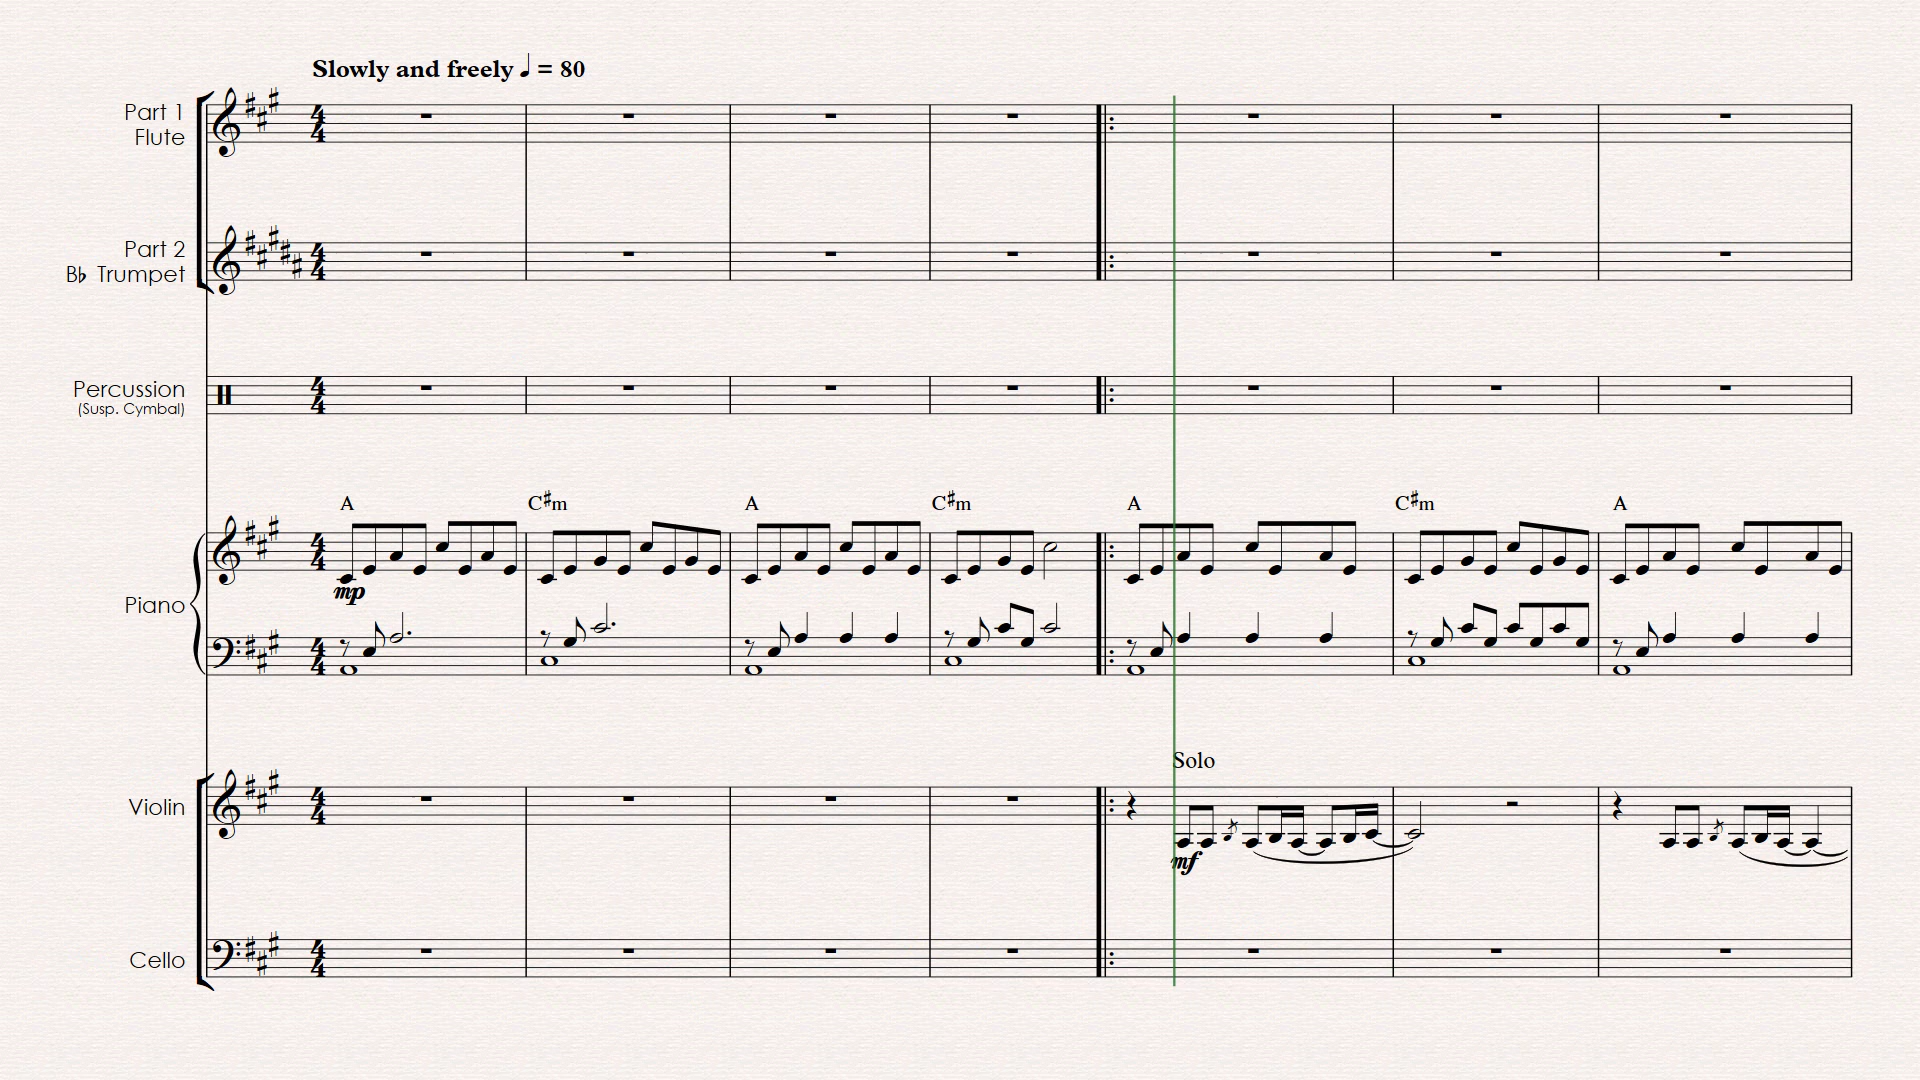 Slowly and freely ♩ = 80
Part 1
Flute
Part 2
B♭ Trumpet
Percussion
(Susp. Cymbal)
A C♯m A C♯m A C♯m A
mp
Piano
Solo
Violin
mf
Cello